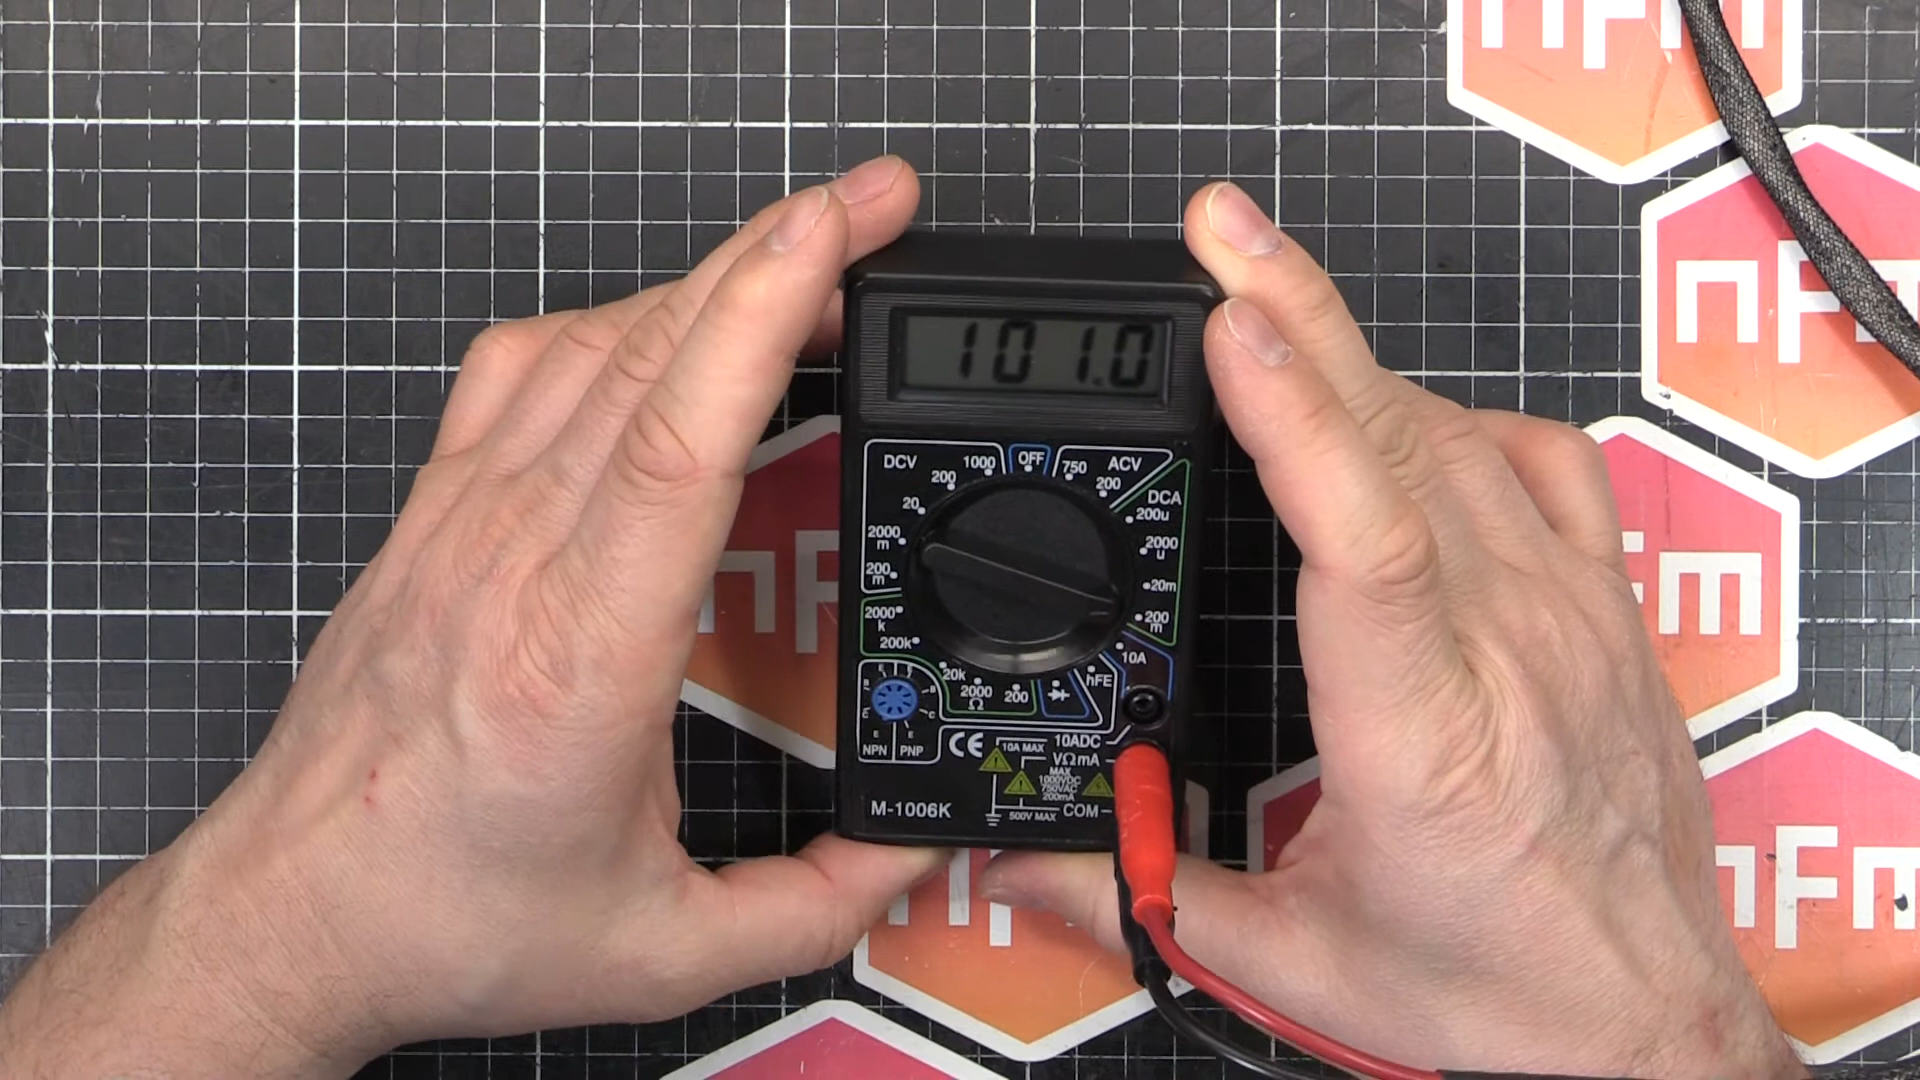 nFm
nFm
101.0
DCV
1000
OFF
750
ACV
200
200
DCA
20
200u
2000
m
2000
u
200
m
20m
2000
k
200
m
200k
20k
2000
Ω
200
hFE
10A
E
B
C
E
B
C
E
E
NPN
PNP
CE
10A MAX
10ADC
VΩmA
MAX
1000VDC
750VAC
200mA
COM
500V MAX
M-1006K
nF
Fm
nFm